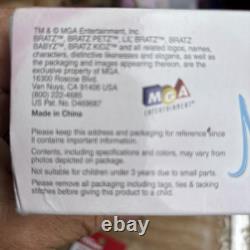 TM & © MGA Entertainment, Inc.
BRATZ™, BRATZ PETZ™, LIL' BRATZ™, BRATZ
BABYZ™, BRATZ KIDZ™ and all related logos, names,
characters, distinctive likenesses and slogans, as well
as the packaging and images appearing thereon, are the
exclusive property of MGA.
16300 Roscoe Blvd.
Van Nuys, CA 91406 USA
(800) 222-4685
US Pat. No. D469687
Made in China
MGA
ENTERTAINMENT
Please keep this address and packaging for reference since
it contains important information.
Contents, including specifications and colors, may vary from
photos depicted on package.
Not suitable for children under 3 years due to small parts.
Please remove all packaging including tags, ties & tacking
stitches before giving this product to a child.